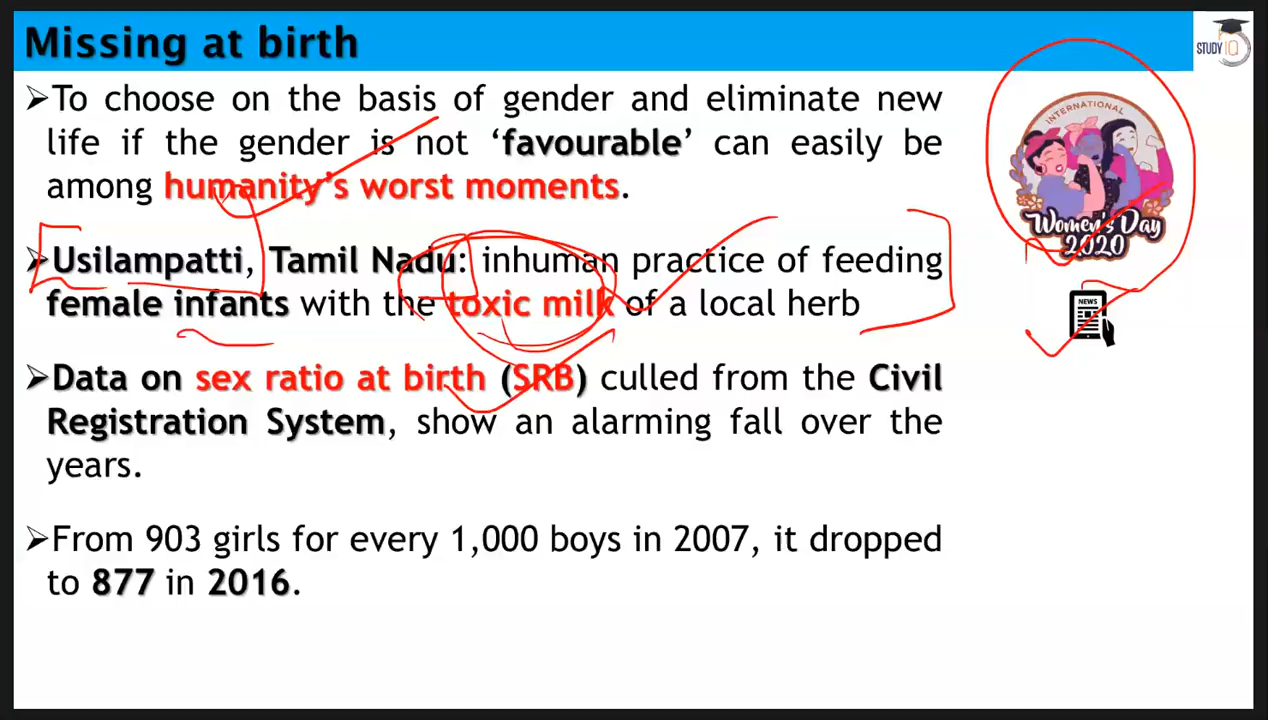 Missing at birth
STUDY IQ
➢To choose on the basis of gender and eliminate new
life if the gender is not ‘favourable’ can easily be
among humanity’s worst moments.
INTERNATIONAL
Women's Day
2020
➢Usilampatti, Tamil Nadu: inhuman practice of feeding
female infants with the toxic milk of a local herb
NEWS
➢Data on sex ratio at birth (SRB) culled from the Civil
Registration System, show an alarming fall over the
years.
➢From 903 girls for every 1,000 boys in 2007, it dropped
to 877 in 2016.